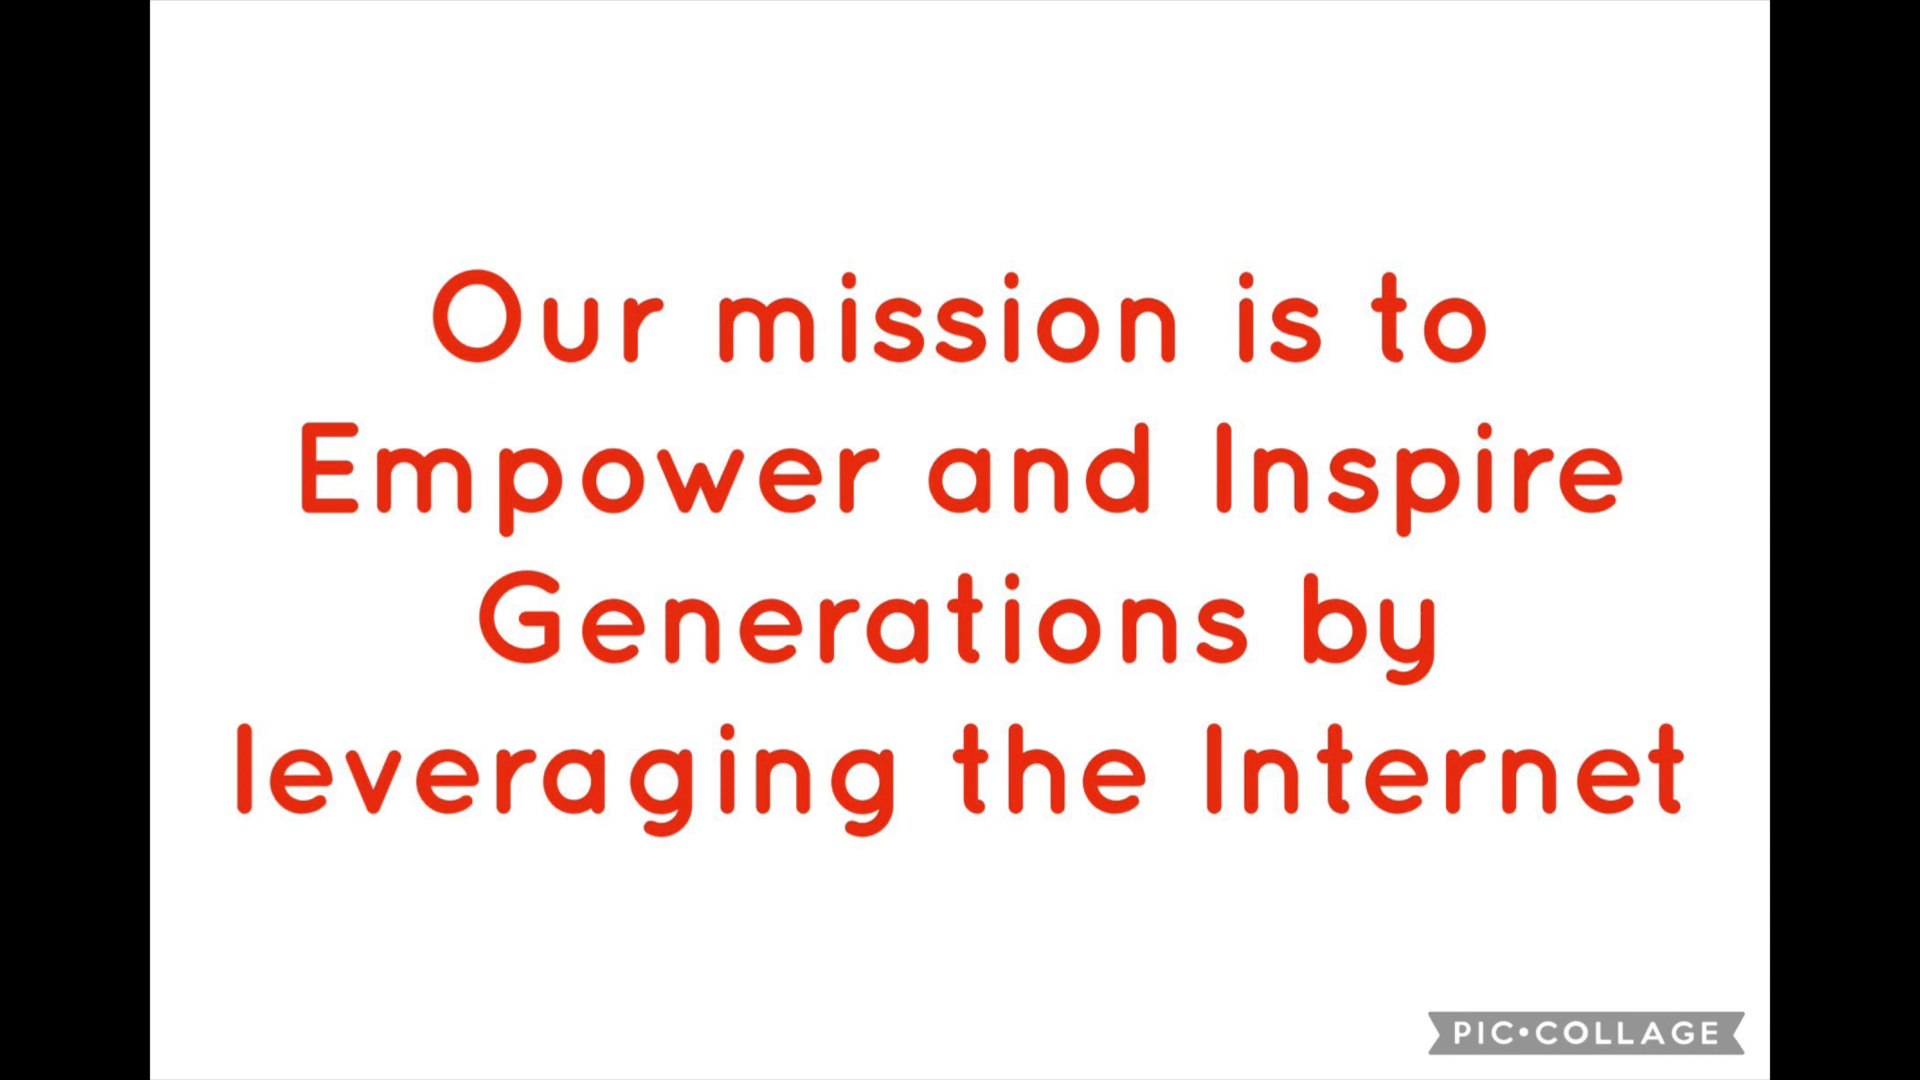 Our mission is to
Empower and Inspire
Generations by
leveraging the Internet
PIC•COLLAGE